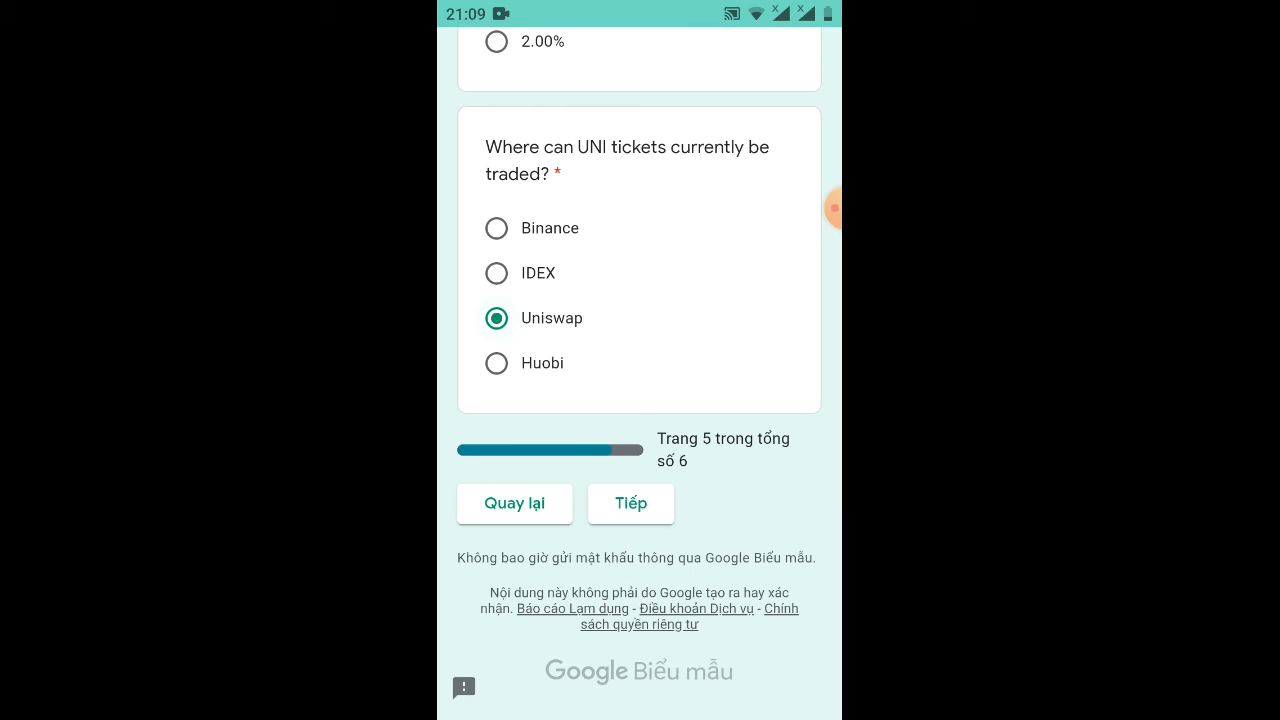 21:09
2.00%
Where can UNI tickets currently be
traded? *
Binance
IDEX
Uniswap
Huobi
Trang 5 trong tổng
số 6
Quay lại
Tiếp
Không bao giờ gửi mật khẩu thông qua Google Biểu mẫu.
Nội dung này không phải do Google tạo ra hay xác
nhận. Báo cáo Lạm dụng - Điều khoản Dịch vụ - Chính
sách quyền riêng tư
Google Biểu mẫu